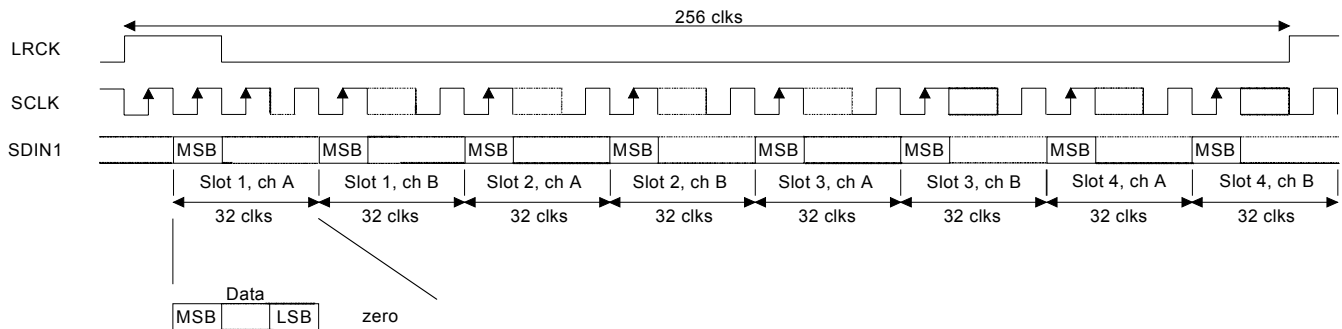 256 clks
LRCK
SCLK
SDIN1
MSB MSB MSB MSB MSB MSB MSB MSB
Slot 1, ch A Slot 1, ch B Slot 2, ch A Slot 2, ch B Slot 3, ch A Slot 3, ch B Slot 4, ch A Slot 4, ch B
32 clks 32 clks 32 clks 32 clks 32 clks 32 clks 32 clks 32 clks
Data
MSB LSB zero